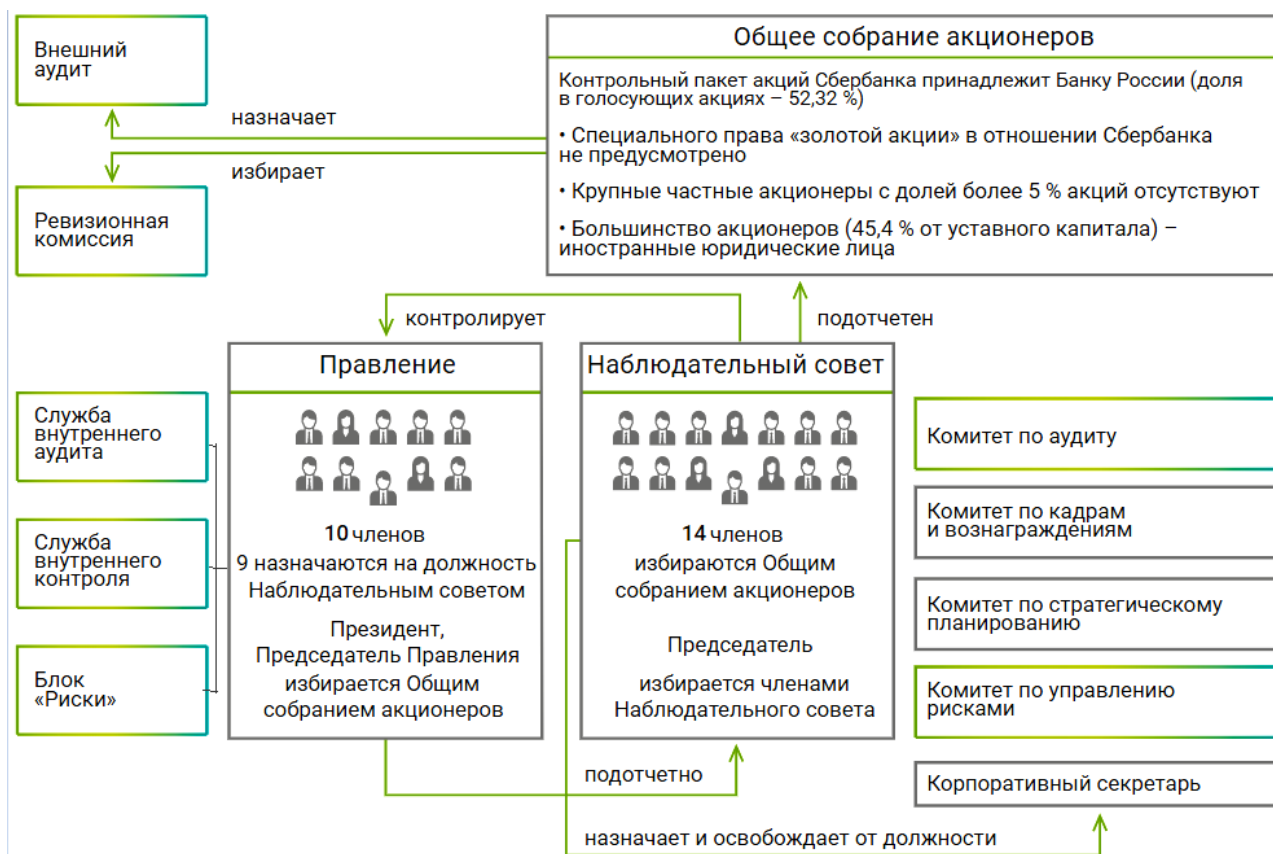 Внешний
аудит
Общее собрание акционеров
Контрольный пакет акций Сбербанка принадлежит Банку России (доля
в голосующих акциях – 52,32 %)
• Специального права «золотой акции» в отношении Сбербанка
не предусмотрено
• Крупные частные акционеры с долей более 5 % акций отсутствуют
• Большинство акционеров (45,4 % от уставного капитала) –
иностранные юридические лица
назначает
избирает
Ревизионная
комиссия
контролирует
подотчетен
Правление
10 членов
9 назначаются на должность
Наблюдательным советом
Президент,
Председатель Правления
избирается Общим
собранием акционеров
Наблюдательный совет
14 членов
избираются Общим
собранием акционеров
Председатель
избирается членами
Наблюдательного совета
Служба
внутреннего
аудита
Служба
внутреннего
контроля
Блок
«Риски»
Комитет по аудиту
Комитет по кадрам
и вознаграждениям
Комитет по стратегическому
планированию
Комитет по управлению
рисками
Корпоративный секретарь
подотчетно
назначает и освобождает от должности